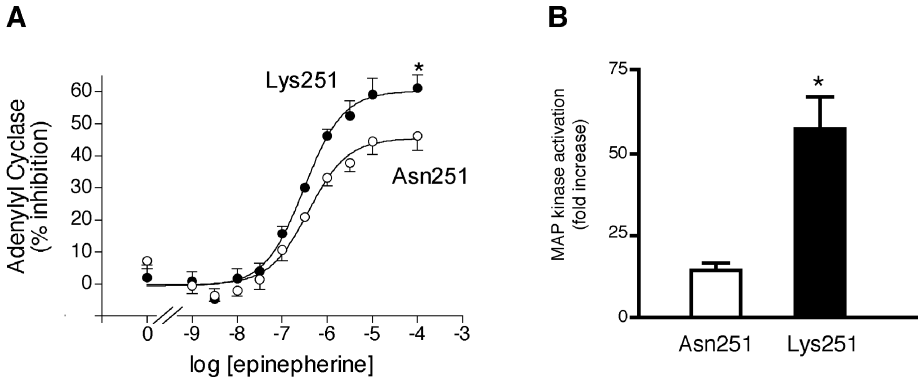 A
Adenylyl Cyclase
(% inhibition)
60
50
40
30
20
10
0
Lys251
*
Asn251
0 -9 -8 -7 -6 -5 -4 -3
log [epinepherine]
B
MAP kinase activation
(fold increase)
75
50
25
0
*
Asn251 Lys251